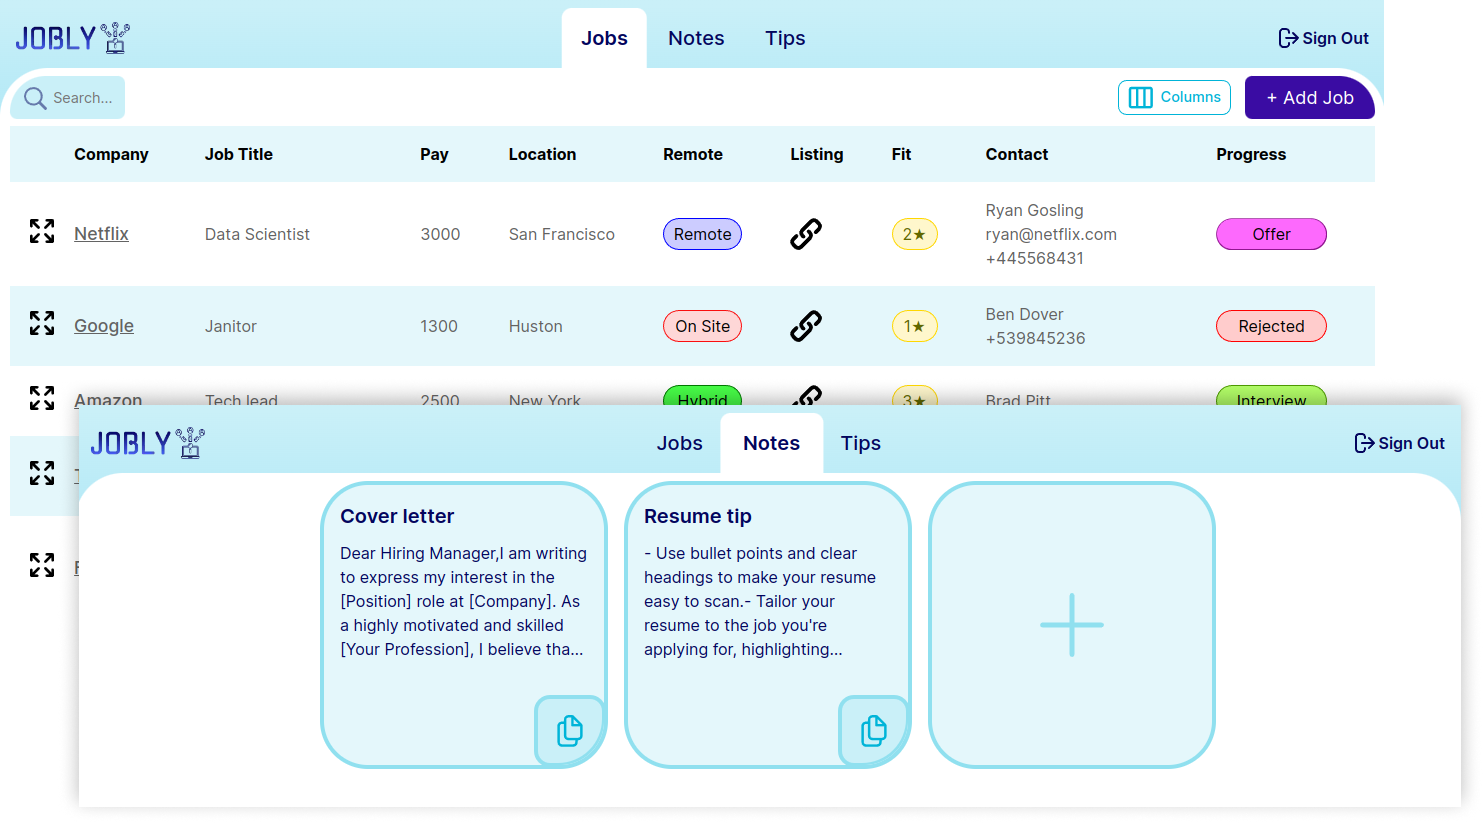 JOBLY
Jobs Notes Tips
Sign Out
Search...
Columns
+ Add Job
Company Job Title Pay Location Remote Listing Fit Contact Progress
Netflix Data Scientist 3000 San Francisco Remote 2★ Ryan Gosling
ryan@netflix.com
+445568431
Offer
Google Janitor 1300 Huston On Site 1★ Ben Dover
+539845236
Rejected
Amazon Tech lead 2500 New York Hybrid 3★ Brad Pitt Interview
JOBLY
Jobs Notes Tips
Sign Out
Cover letter
Dear Hiring Manager,I am writing
to express my interest in the
[Position] role at [Company]. As
a highly motivated and skilled
[Your Profession], I believe tha...
Resume tip
- Use bullet points and clear
headings to make your resume
easy to scan.- Tailor your
resume to the job you're
applying for, highlighting...